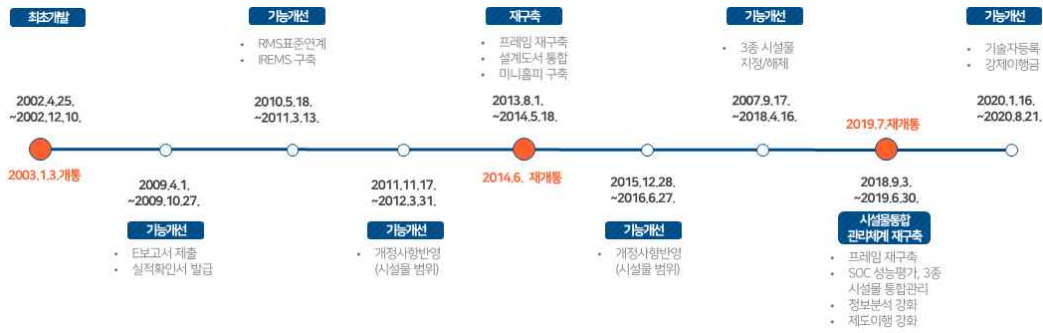 최초개발
기능개선
재구축
기능개선
기능개선
• RMS표준연계
• IREMS 구축
• 프레임 재구축
• 설계도서 통합
• 미니홈피 구축
• 3종 시설물
지정/해제
• 기술자등록
• 강제이행금
2002.4.25.
~2002.12.10.
2010.5.18.
~2011.3.13.
2013.8.1.
~2014.5.18.
2007.9.17.
~2018.4.16.
2019.7.재개통
2020.1.16.
~2020.8.21.
2003.1.3.개통
2009.4.1.
~2009.10.27.
2011.11.17.
~2012.3.31.
2014.6. 재개통
2015.12.28.
~2016.6.27.
2018.9.3.
~2019.6.30.
기능개선
• E보고서 제출
• 실적확인서 발급
기능개선
• 개정사항반영
(시설물 범위)
기능개선
• 개정사항반영
(시설물 범위)
시설물통합
관리체계 재구축
• 프레임 재구축
• SOC 성능평가, 3종
시설물 통합관리
• 정보분석 강화
• 제도이행 강화